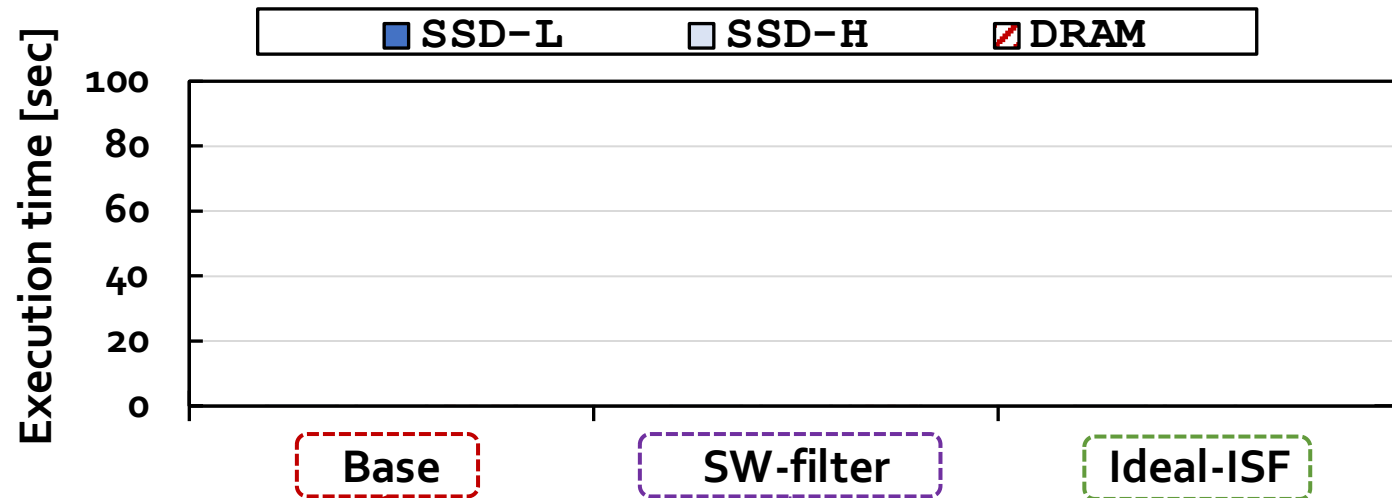 SSD-L SSD-H DRAM
Execution time [sec]
100
80
60
40
20
0
Base SW-filter Ideal-ISF